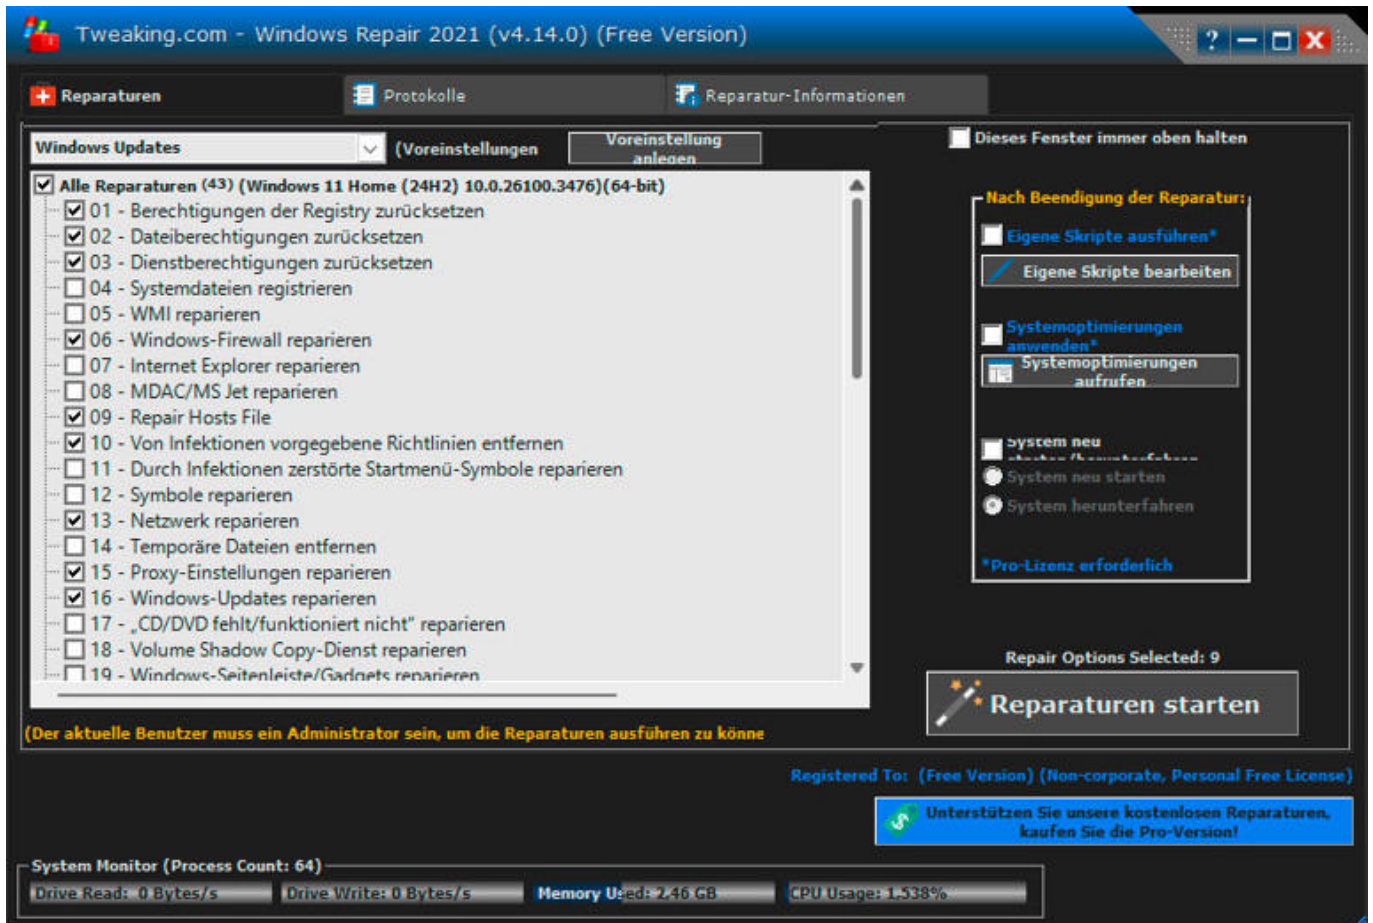 Tweaking.com - Windows Repair 2021 (v4.14.0) (Free Version)
?
Reparaturen
Protokolle
Reparatur-Informationen
Windows Updates
(Voreinstellungen
Voreinstellung
anlegen
Dieses Fenster immer oben halten
Alle Reparaturen (43) (Windows 11 Home (24H2) 10.0.26100.3476)(64-bit)
01 - Berechtigungen der Registry zurücksetzen
02 - Dateiberechtigungen zurücksetzen
03 - Dienstberechtigungen zurücksetzen
04 - Systemdateien registrieren
05 - WMI reparieren
06 - Windows-Firewall reparieren
07 - Internet Explorer reparieren
08 - MDAC/MS Jet reparieren
09 - Repair Hosts File
10 - Von Infektionen vorgegebene Richtlinien entfernen
11 - Durch Infektionen zerstörte Startmenü-Symbole reparieren
12 - Symbole reparieren
13 - Netzwerk reparieren
14 - Temporäre Dateien entfernen
15 - Proxy-Einstellungen reparieren
16 - Windows-Updates reparieren
17 - „CD/DVD fehlt/funktioniert nicht" reparieren
18 - Volume Shadow Copy-Dienst reparieren
19 - Windows-Seitenleiste/Gadgets reparieren
(Der aktuelle Benutzer muss ein Administrator sein, um die Reparaturen ausführen zu könne
Nach Beendigung der Reparatur:
Eigene Skripte ausführen*
Eigene Skripte bearbeiten
Systemoptimierungen
anwenden*
Systemoptimierungen
aufrufen
System neu
starten/herunterfahren
System neu starten
System herunterfahren
*Pro-Lizenz erforderlich
Repair Options Selected: 9
Reparaturen starten
Registered To: (Free Version) (Non-corporate, Personal Free License)
Unterstützen Sie unsere kostenlosen Reparaturen,
kaufen Sie die Pro-Version!
System Monitor (Process Count: 64)
Drive Read: 0 Bytes/s
Drive Write: 0 Bytes/s
Memory Used: 2,46 GB
CPU Usage: 1,538%